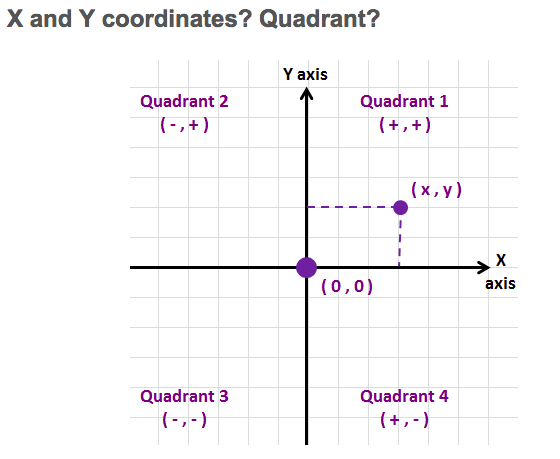 X and Y coordinates? Quadrant?
Y axis
Quadrant 2
(-,+)
Quadrant 1
(+,+)
(x,y)
X
axis
(0,0)
Quadrant 3
(-,-)
Quadrant 4
(+,-)